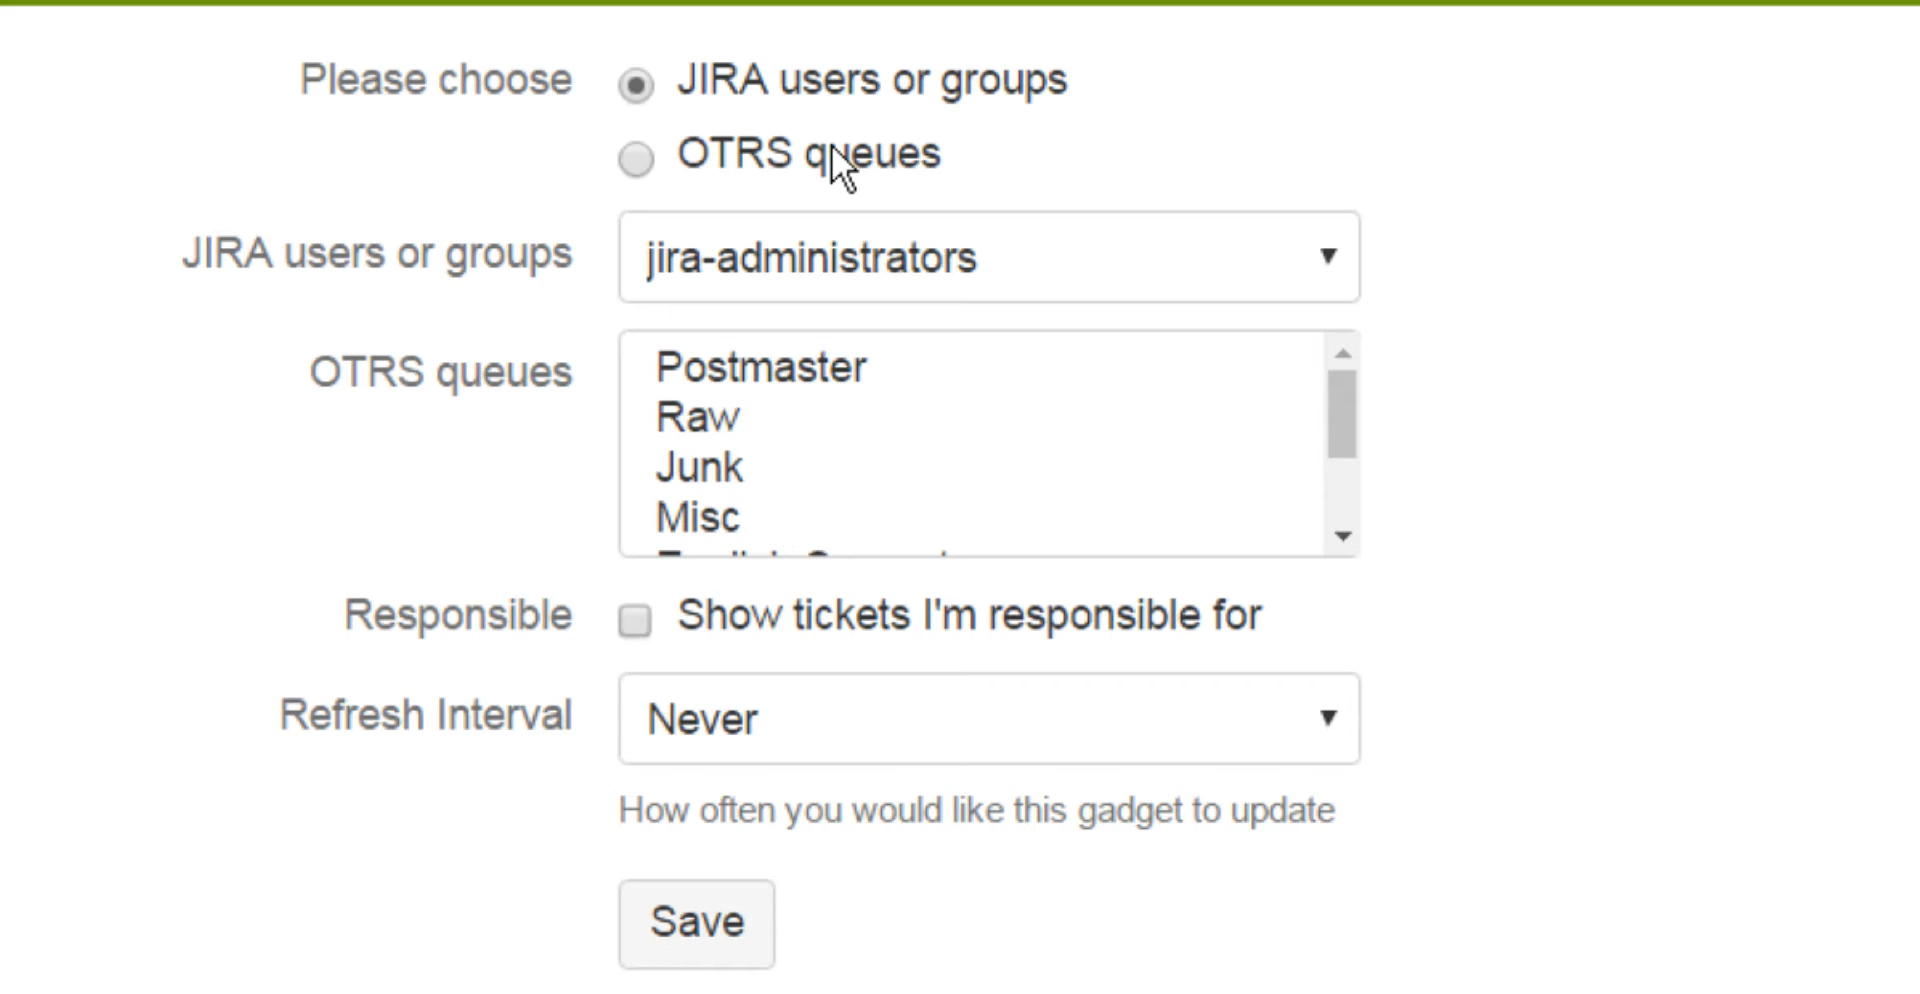 Please choose
JIRA users or groups
OTRS queues
JIRA users or groups
jira-administrators
OTRS queues
Postmaster
Raw
Junk
Misc
Responsible
Show tickets I'm responsible for
Refresh Interval
Never
How often you would like this gadget to update
Save